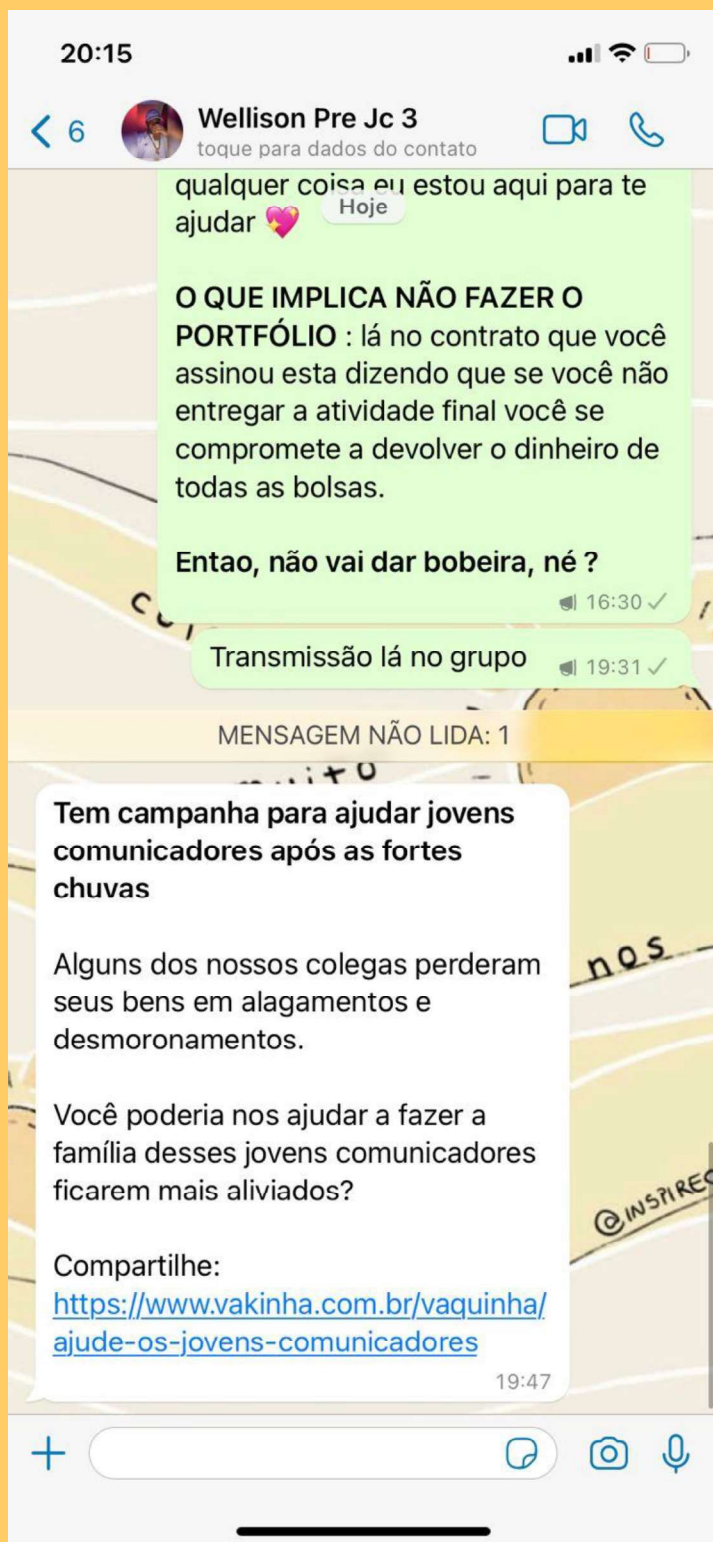 20:15
6
Wellison Pre Jc 3
toque para dados do contato
qualquer coisa eu estou aqui para te
Hoje
ajudar 💖
O QUE IMPLICA NÃO FAZER O
PORTFÓLIO : lá no contrato que você
assinou esta dizendo que se você não
entregar a atividade final você se
compromete a devolver o dinheiro de
todas as bolsas.
Entao, não vai dar bobeira, né ?
16:30
Transmissão lá no grupo
19:31
MENSAGEM NÃO LIDA: 1
muito
Tem campanha para ajudar jovens
comunicadores após as fortes
chuvas
Alguns dos nossos colegas perderam
seus bens em alagamentos e
desmoronamentos.
nos
Você poderia nos ajudar a fazer a
família desses jovens comunicadores
ficarem mais aliviados?
@INSPIREC
Compartilhe:
https://www.vakinha.com.br/vaquinha/
ajude-os-jovens-comunicadores
19:47